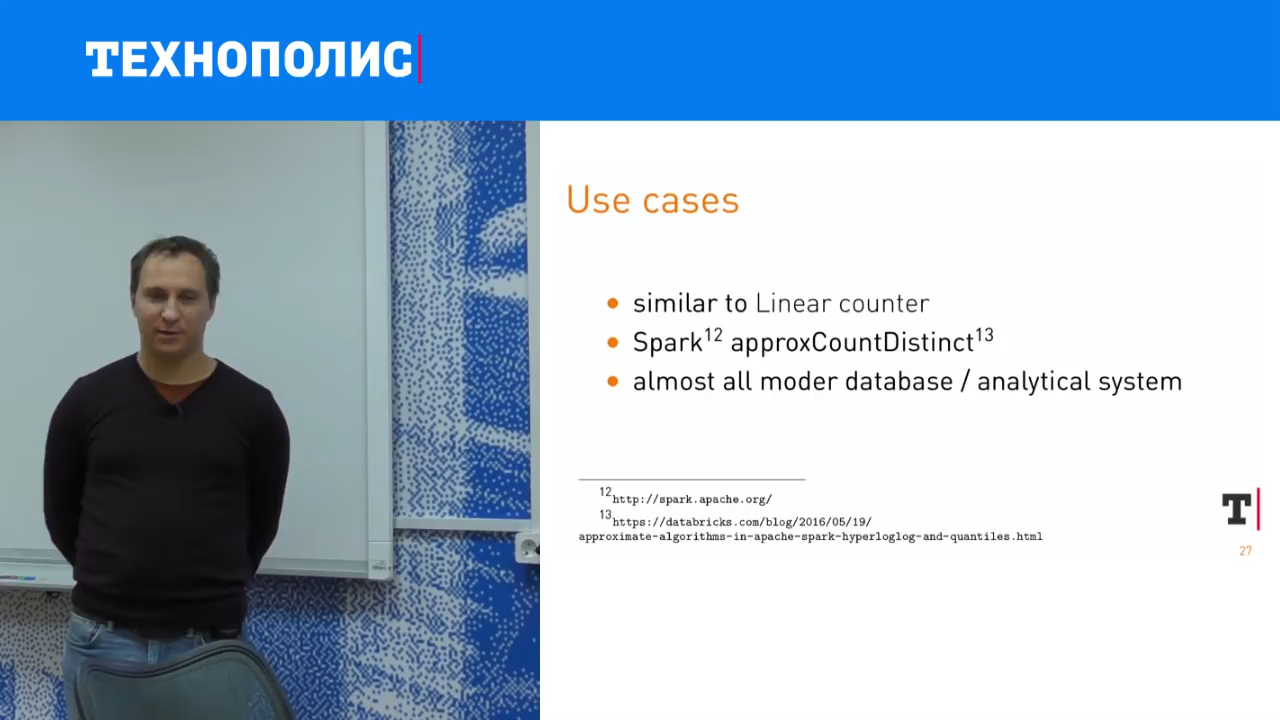 ТЕХНОПОЛИС
Use cases
• similar to Linear counter
• Spark12 approxCountDistinct13
• almost all moder database / analytical system
12http://spark.apache.org/
13https://databricks.com/blog/2016/05/19/
approximate-algorithms-in-apache-spark-hyperloglog-and-quantiles.html
T
27